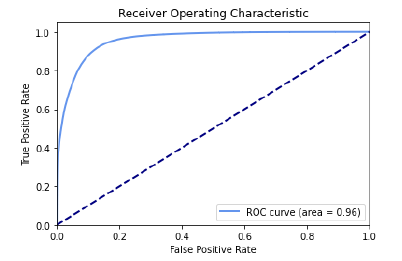 Receiver Operating Characteristic
True Positive Rate
1.0
0.8
0.6
0.4
0.2
0.0
ROC curve (area = 0.96)
0.0 0.2 0.4 0.6 0.8 1.0
False Positive Rate